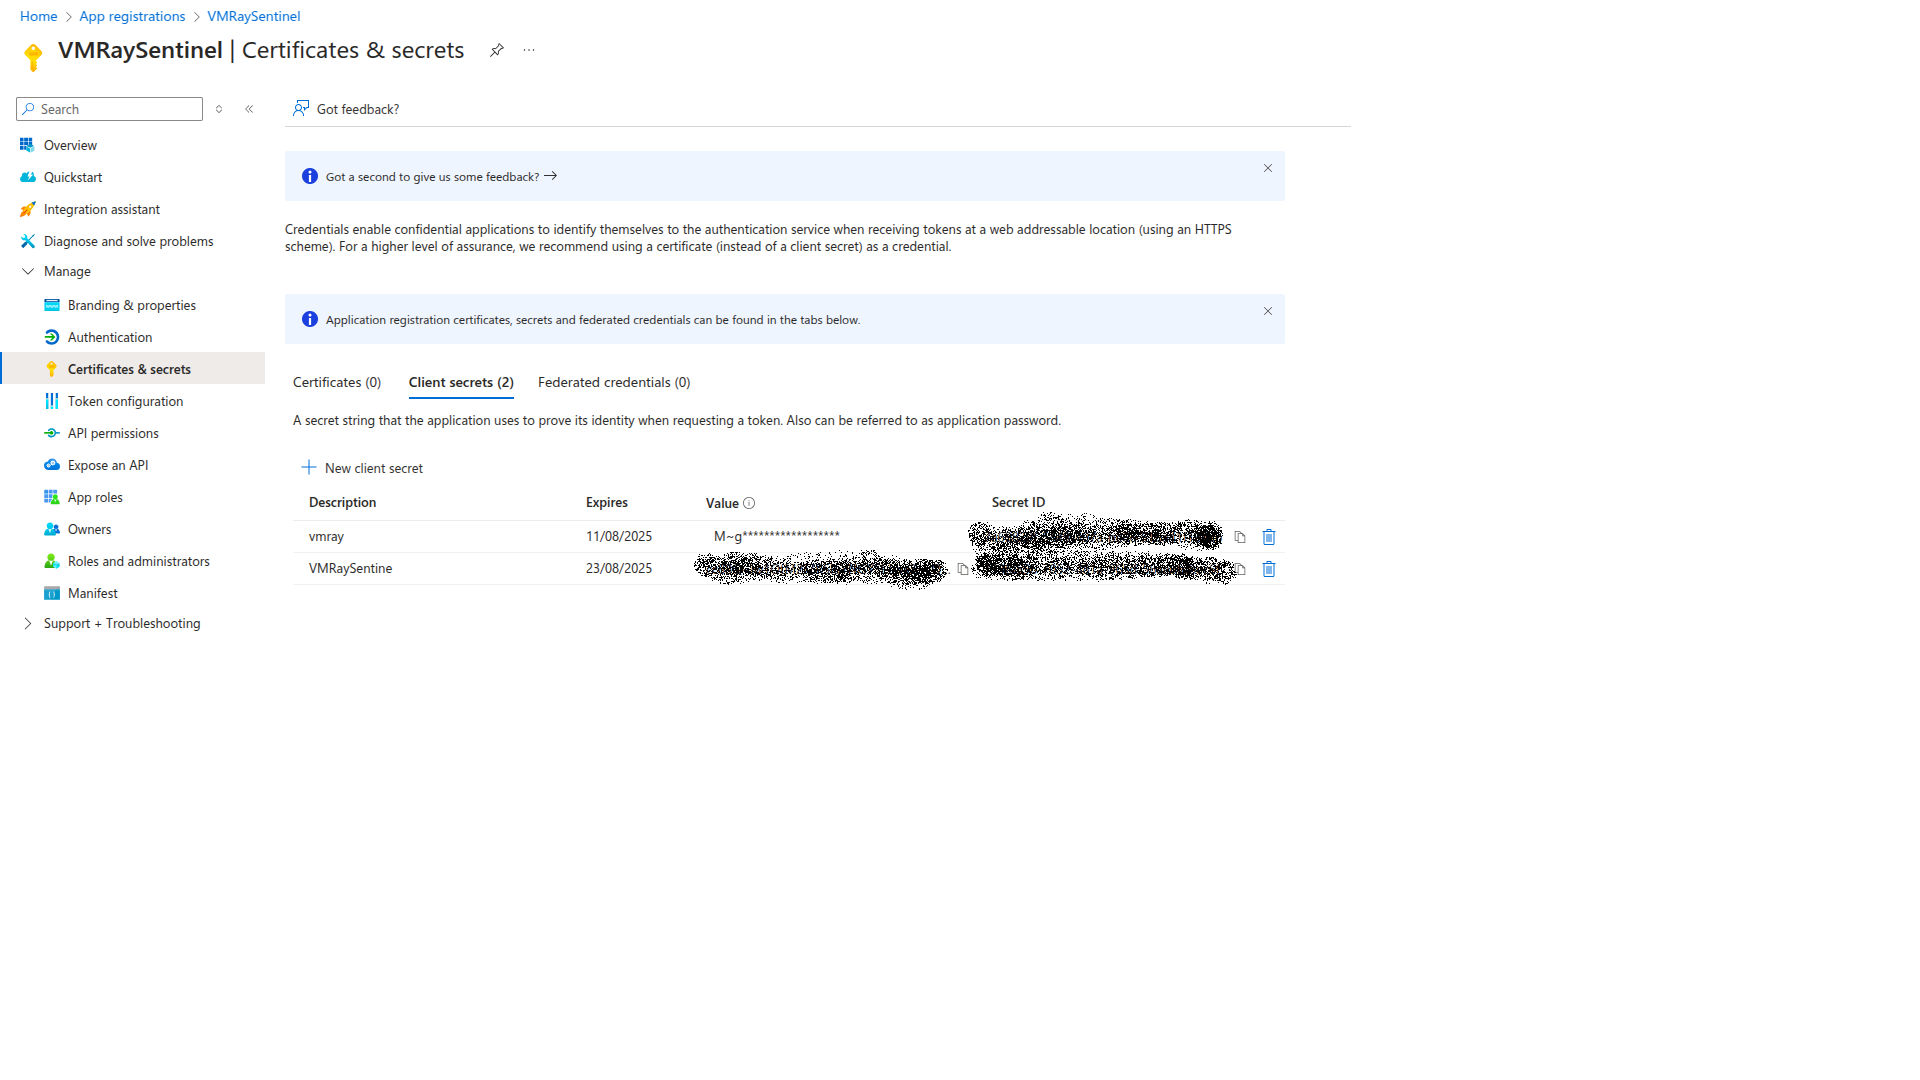 Home > App registrations > VMRaySentinel
VMRaySentinel | Certificates & secrets
Search
Got feedback?
Overview
Quickstart
Integration assistant
Diagnose and solve problems
Manage
Branding & properties
Authentication
Certificates & secrets
Token configuration
API permissions
Expose an API
App roles
Owners
Roles and administrators
Manifest
Support + Troubleshooting
Got a second to give us some feedback?
Credentials enable confidential applications to identify themselves to the authentication service when receiving tokens at a web addressable location (using an HTTPS
scheme). For a higher level of assurance, we recommend using a certificate (instead of a client secret) as a credential.
Application registration certificates, secrets and federated credentials can be found in the tabs below.
Certificates (0) Client secrets (2) Federated credentials (0)
A secret string that the application uses to prove its identity when requesting a token. Also can be referred to as application password.
New client secret
Description Expires Value Secret ID
vmray 11/08/2025 M~g******************
VMRaySentine 23/08/2025